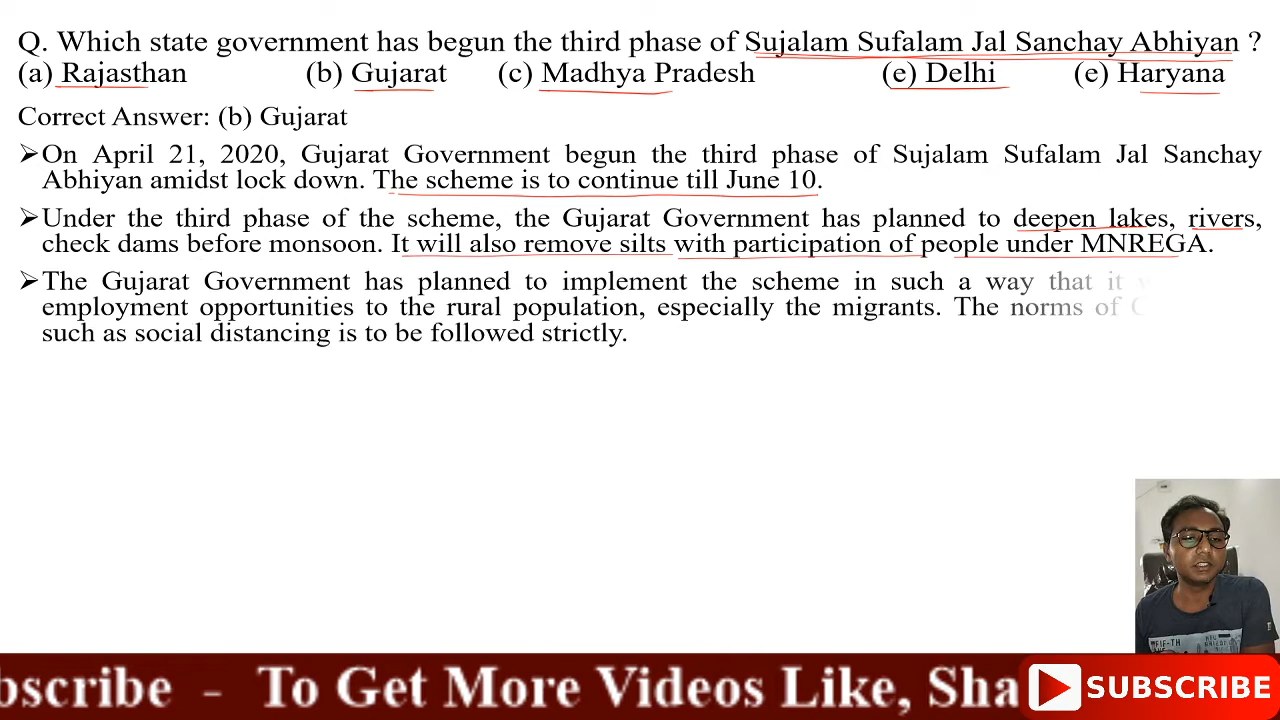 Q. Which state government has begun the third phase of Sujalam Sufalam Jal Sanchay Abhiyan ?
(a) Rajasthan (b) Gujarat (c) Madhya Pradesh (e) Delhi (e) Haryana
Correct Answer: (b) Gujarat
➢On April 21, 2020, Gujarat Government begun the third phase of Sujalam Sufalam Jal Sanchay
Abhiyan amidst lock down. The scheme is to continue till June 10.
➢Under the third phase of the scheme, the Gujarat Government has planned to deepen lakes, rivers,
check dams before monsoon. It will also remove silts with participation of people under MNREGA.
➢The Gujarat Government has planned to implement the scheme in such a way that it
employment opportunities to the rural population, especially the migrants. The norms of
such as social distancing is to be followed strictly.
bscribe - To Get More Videos Like, Sha
SUBSCRIBE